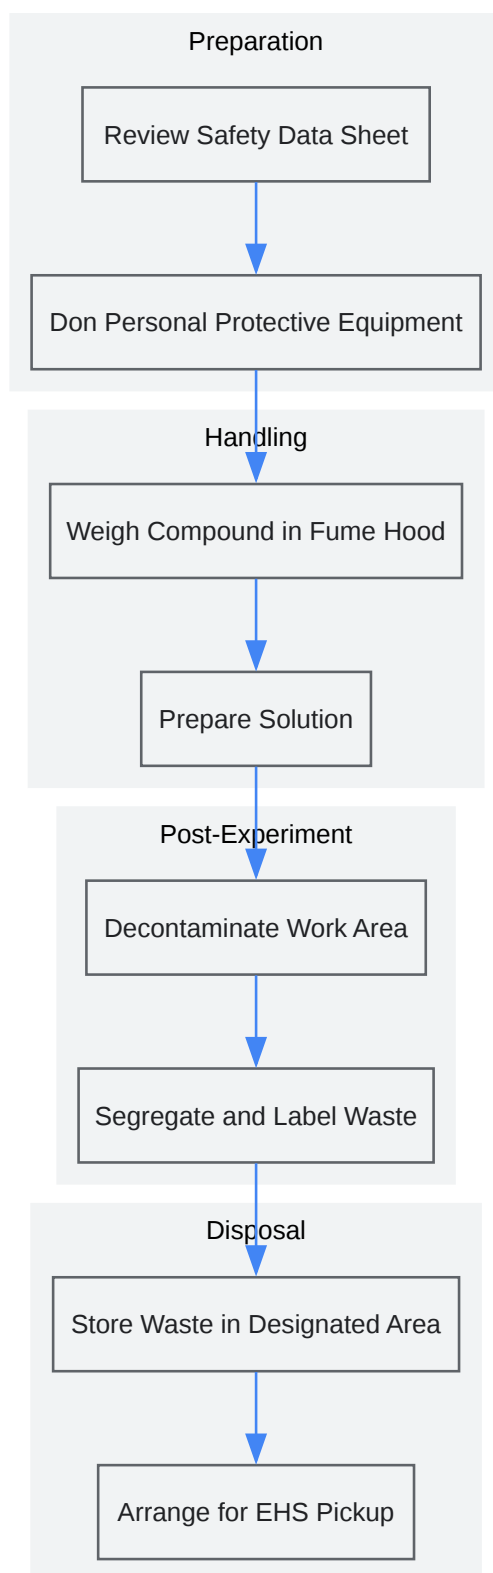 Preparation
Review Safety Data Sheet
Don Personal Protective Equipment
Handling
Weigh Compound in Fume Hood
Prepare Solution
Post-Experiment
Decontaminate Work Area
Segregate and Label Waste
Disposal
Store Waste in Designated Area
Arrange for EHS Pickup